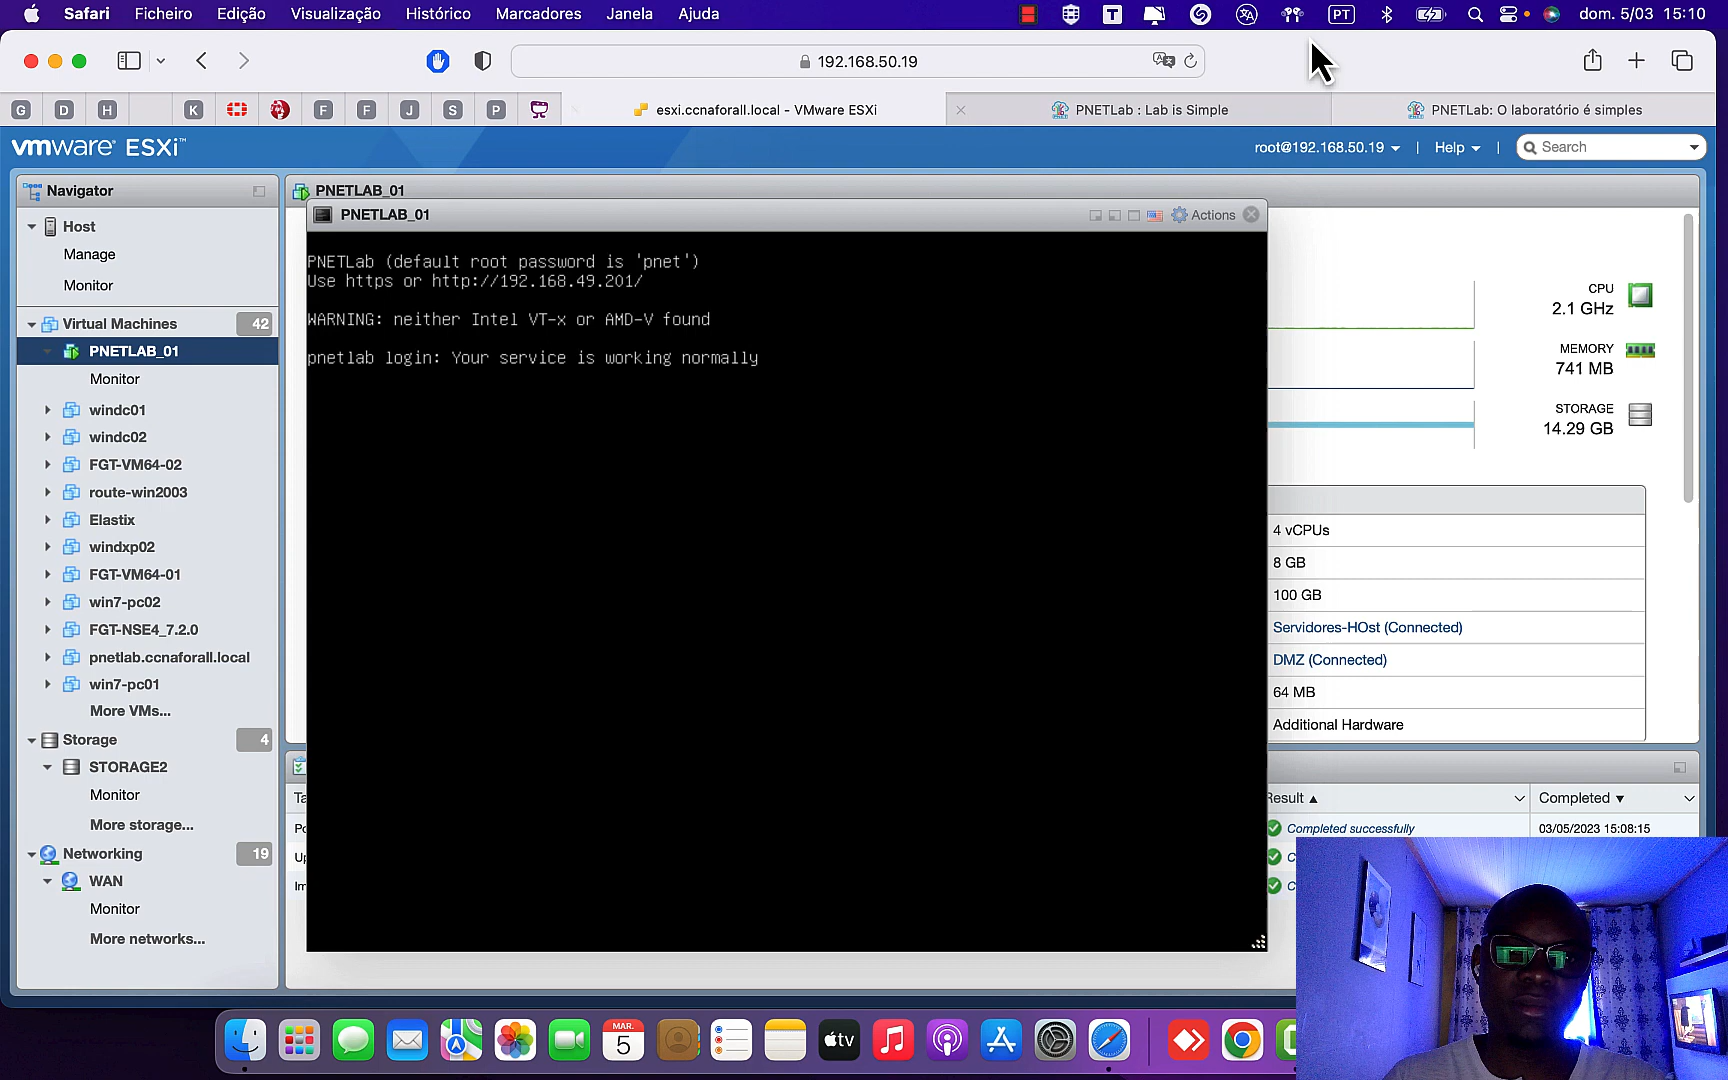 Safari Ficheiro Edição Visualização Histórico Marcadores Janela Ajuda T PT dom. 5/03 15:10
192.168.50.19
G D H K F F J S P esxi.ccnaforall.local - VMware ESXi PNETLab : Lab is Simple PNETLab: O laboratório é simples
vmware ESXi™ root@192.168.50.19 | Help | Search
Navigator
Host
Manage
Monitor
Virtual Machines 42
PNETLAB_01
Monitor
windc01
windc02
FGT-VM64-02
route-win2003
Elastix
windxp02
FGT-VM64-01
win7-pc02
FGT-NSE4_7.2.0
pnetlab.ccnaforall.local
win7-pc01
More VMs...
Storage 4
STORAGE2
Monitor
More storage...
Networking 19
WAN
Monitor
More networks...
PNETLAB_01
PNETLAB_01 Actions
PNETLab (default root password is 'pnet')
Use https or http://192.168.49.201/
WARNING: neither Intel VT-x or AMD-V found
pnetlab login: Your service is working normally
CPU
2.1 GHz
MEMORY
741 MB
STORAGE
14.29 GB
4 vCPUs
8 GB
100 GB
Servidores-HOst (Connected)
DMZ (Connected)
64 MB
Additional Hardware
Ta Result ▲ Completed ▼
Po Completed successfully 03/05/2023 15:08:15
Up C
Im C
MAR.
5
tv